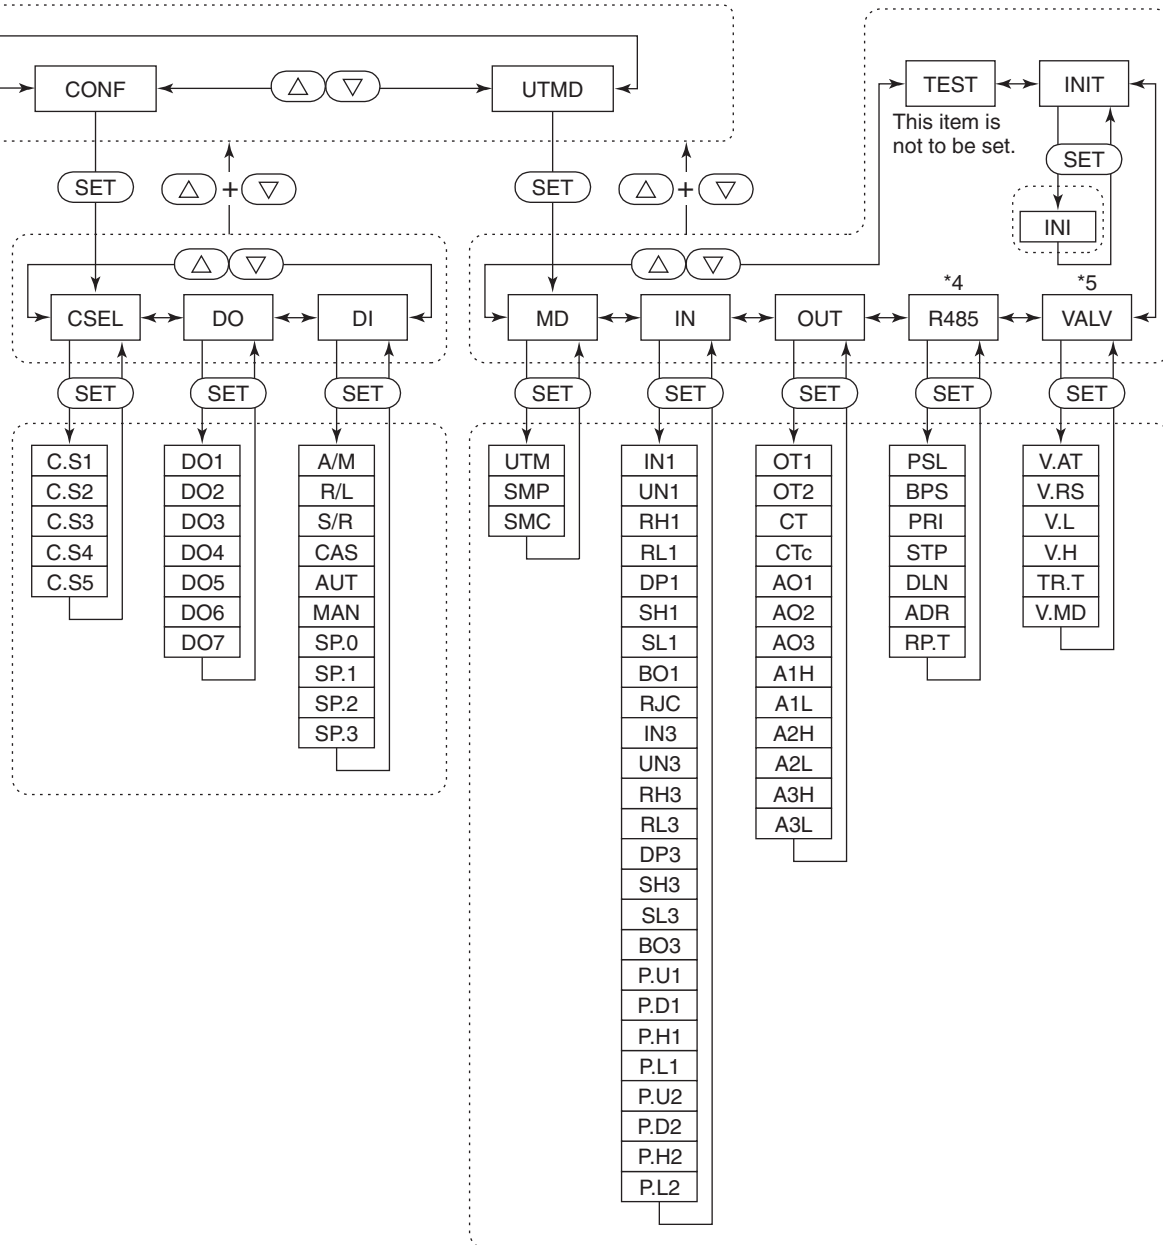 CONF
UTMD
TEST
INIT
This item is
not to be set.
SET
SET
SET
+
+
INI
*4
*5
CSEL
DO
DI
MD
IN
OUT
R485
VALV
SET
SET
SET
SET
SET
SET
SET
SET
C.S1
C.S2
C.S3
C.S4
C.S5
DO1
DO2
DO3
DO4
DO5
DO6
DO7
A/M
R/L
S/R
CAS
AUT
MAN
SP.0
SP.1
SP.2
SP.3
UTM
SMP
SMC
IN1
UN1
RH1
RL1
DP1
SH1
SL1
BO1
RJC
IN3
UN3
RH3
RL3
DP3
SH3
SL3
BO3
P.U1
P.D1
P.H1
P.L1
P.U2
P.D2
P.H2
P.L2
OT1
OT2
CT
CTc
AO1
AO2
AO3
A1H
A1L
A2H
A2L
A3H
A3L
PSL
BPS
PRI
STP
DLN
ADR
RP.T
V.AT
V.RS
V.L
V.H
TR.T
V.MD